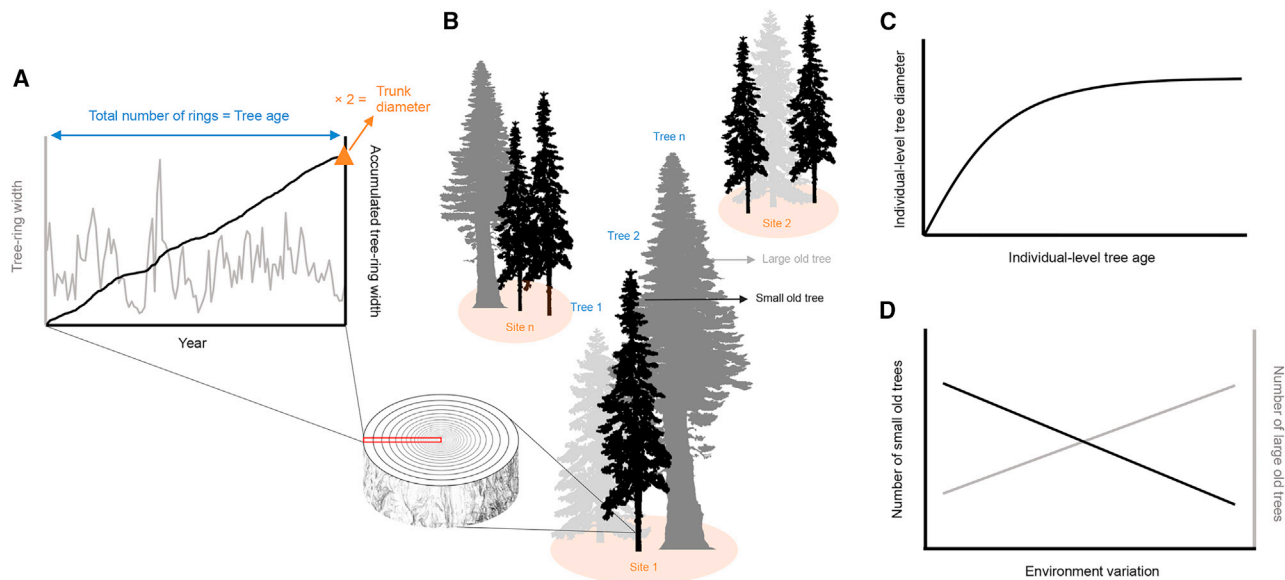 A
× 2 = Trunk
diameter
Total number of rings = Tree age
Tree-ring width
Accumulated tree-ring width
Year
B
Tree n
Tree 2
Tree 1
Site 2
Large old tree
Small old tree
Site n
Site 1
C
Individual-level tree diameter
Individual-level tree age
D
Number of small old trees
Number of large old trees
Environment variation